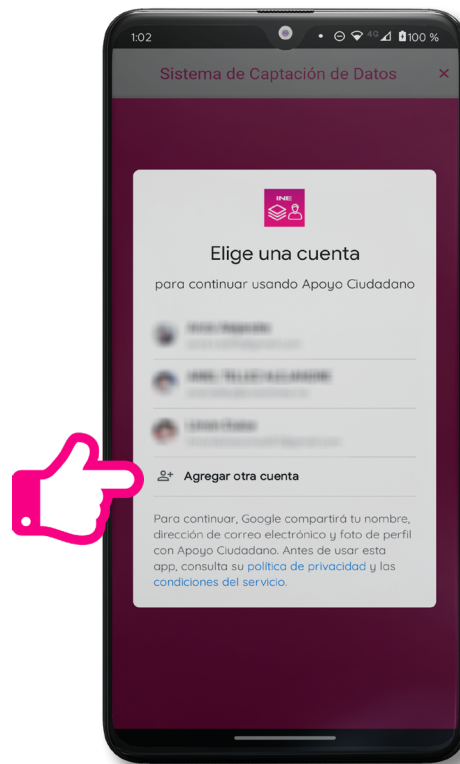 1:02
4G
100 %
Sistema de Captación de Datos ×
INE
Elige una cuenta
para continuar usando Apoyo Ciudadano
Agregar otra cuenta
Para continuar, Google compartirá tu nombre,
dirección de correo electrónico y foto de perfil
con Apoyo Ciudadano. Antes de usar esta
app, consulta su política de privacidad y las
condiciones del servicio.